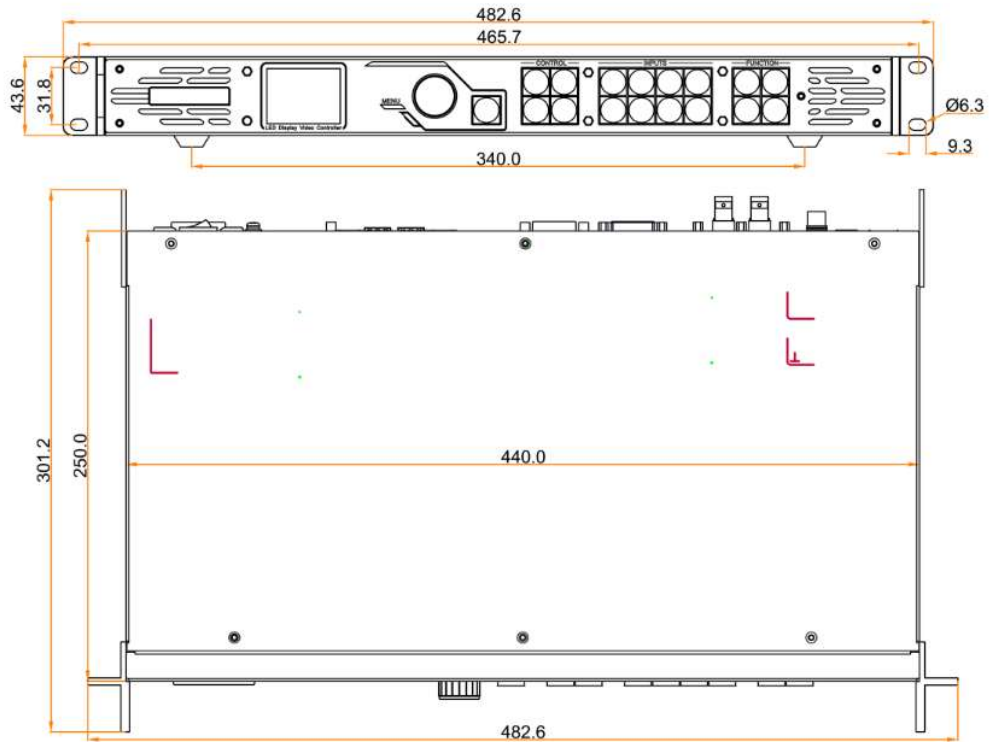 482.6
465.7
43.6
31.8
CONTROL
INPUTS
FUNCTION
MENU
LED Display Video Controller
Ø6.3
9.3
340.0
301.2
250.0
440.0
482.6